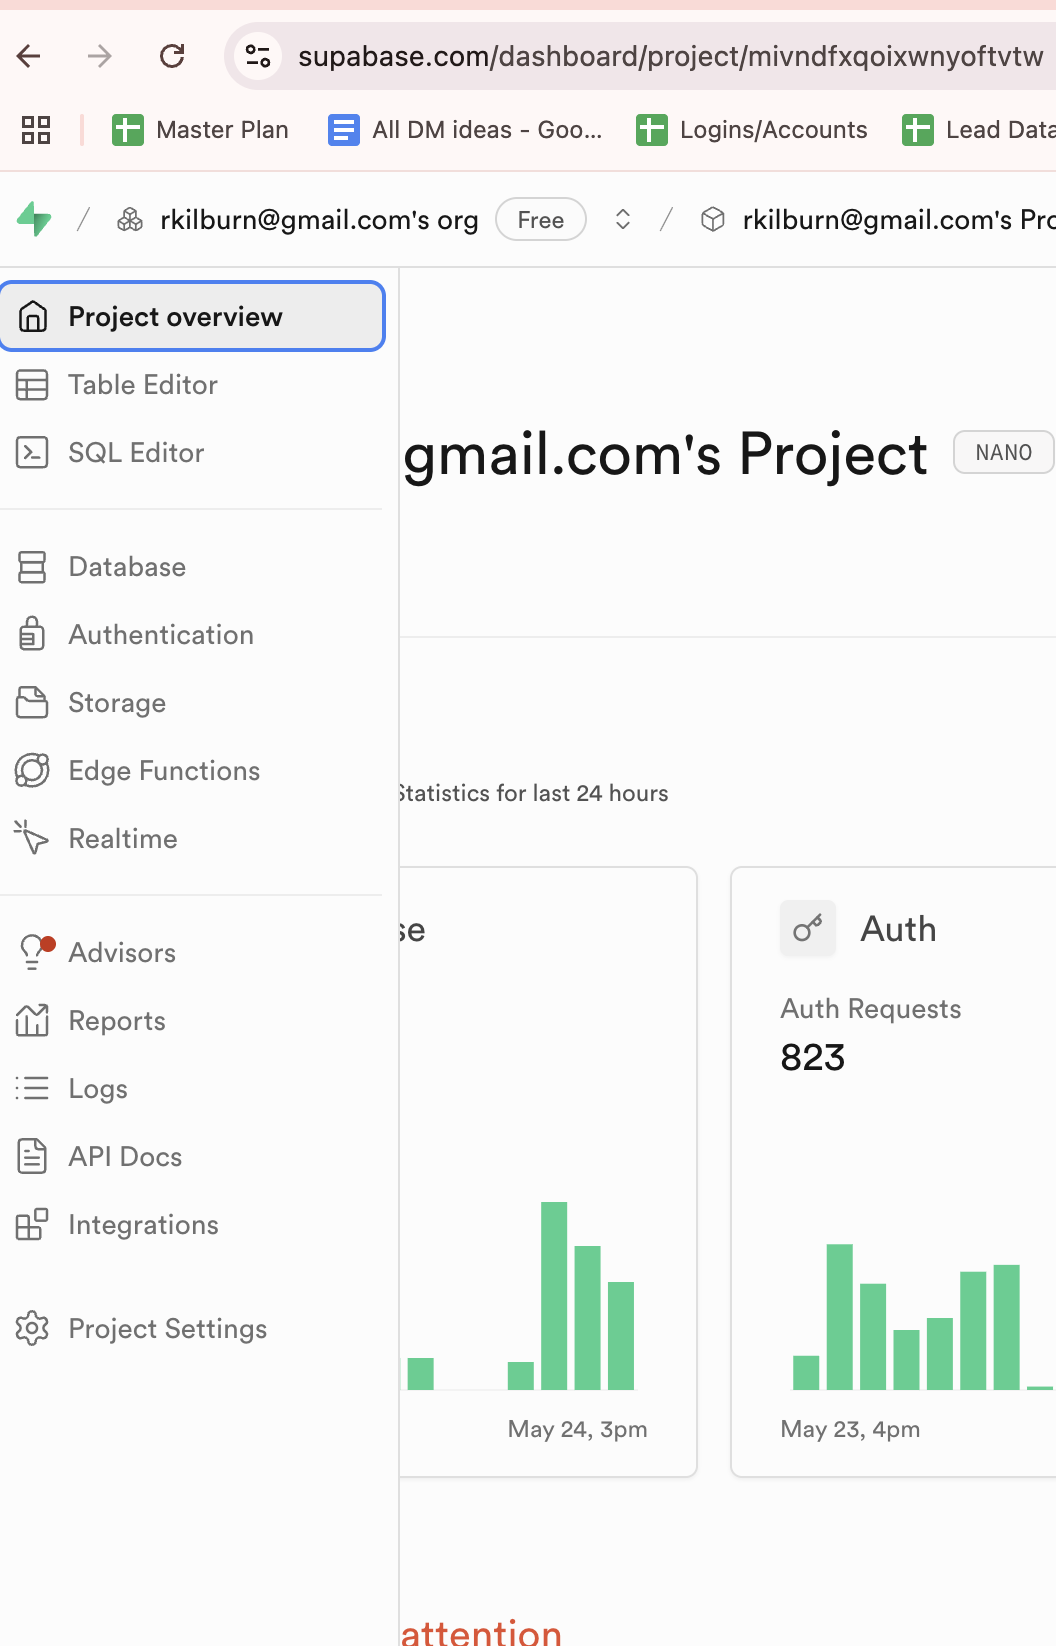 supabase.com/dashboard/project/mivndfxqoixwnyoftvtw
Master Plan
All DM ideas - Goo...
Logins/Accounts
Lead Data
/ rkilburn@gmail.com's org Free / rkilburn@gmail.com's Pro
Project overview
Table Editor
SQL Editor
Database
Authentication
Storage
Edge Functions
Realtime
Advisors
Reports
Logs
API Docs
Integrations
Project Settings
gmail.com's Project NANO
Statistics for last 24 hours
se
May 24, 3pm
Auth
Auth Requests
823
May 23, 4pm
attention